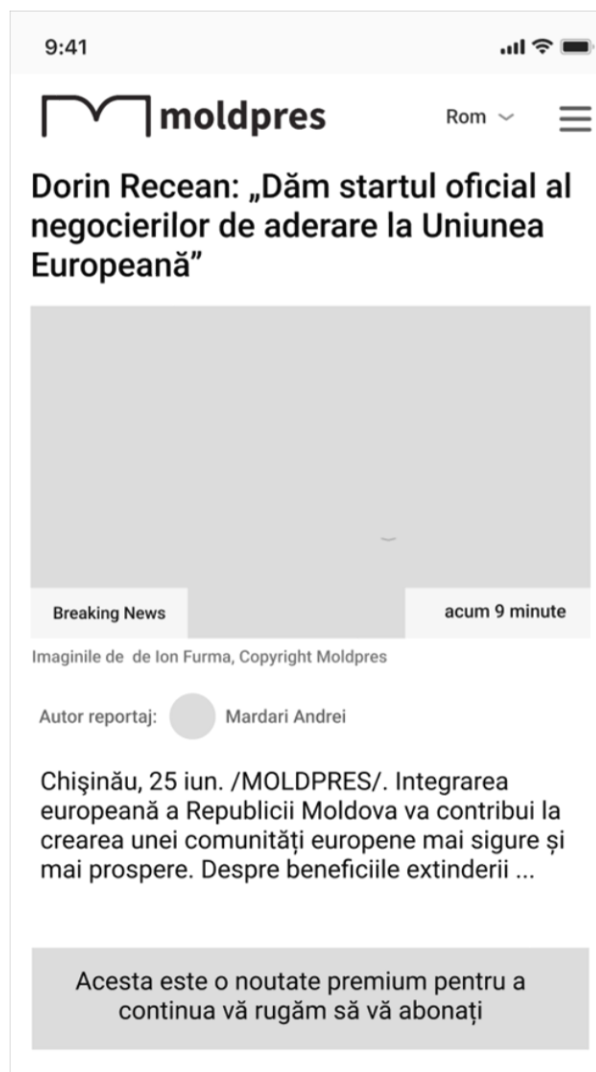 9:41
moldpres
Rom
Dorin Recean: „Dăm startul oficial al
negocierilor de aderare la Uniunea
Europeană”
Breaking News
acum 9 minute
Imaginile de de Ion Furma, Copyright Moldpres
Autor reportaj:
Mardari Andrei
Chişinău, 25 iun. /MOLDPRES/. Integrarea
europeană a Republicii Moldova va contribui la
crearea unei comunități europene mai sigure și
mai prospere. Despre beneficiile extinderii ...
Acesta este o noutate premium pentru a
continua vă rugăm să vă abonați